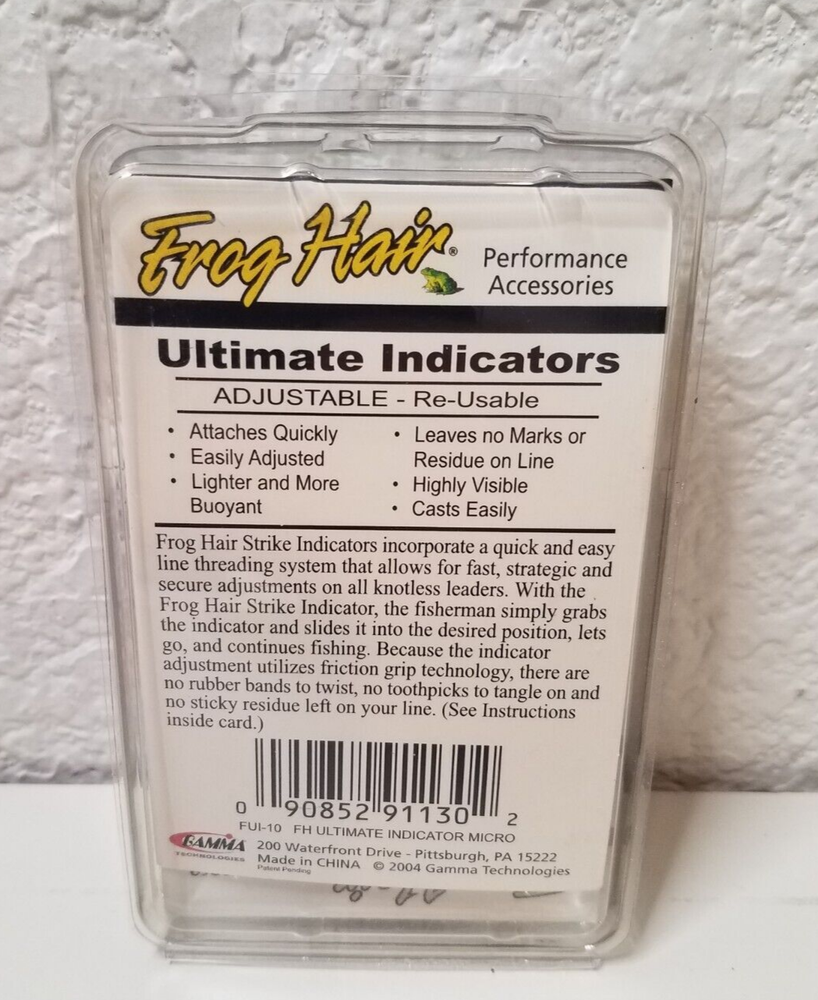 Frog Hair®
Performance
Accessories
Ultimate Indicators
ADJUSTABLE - Re-Usable
• Attaches Quickly
• Easily Adjusted
• Lighter and More
Buoyant
• Leaves no Marks or
Residue on Line
• Highly Visible
• Casts Easily
Frog Hair Strike Indicators incorporate a quick and easy
line threading system that allows for fast, strategic and
secure adjustments on all knotless leaders. With the
Frog Hair Strike Indicator, the fisherman simply grabs
the indicator and slides it into the desired position, lets
go, and continues fishing. Because the indicator
adjustment utilizes friction grip technology, there are
no rubber bands to twist, no toothpicks to tangle on and
no sticky residue left on your line. (See Instructions
inside card.)
0 90852 91130 2
FUI-10 FH ULTIMATE INDICATOR MICRO
GAMMA
TECHNOLOGIES
200 Waterfront Drive - Pittsburgh, PA 15222
Made in CHINA © 2004 Gamma Technologies
Patent Pending